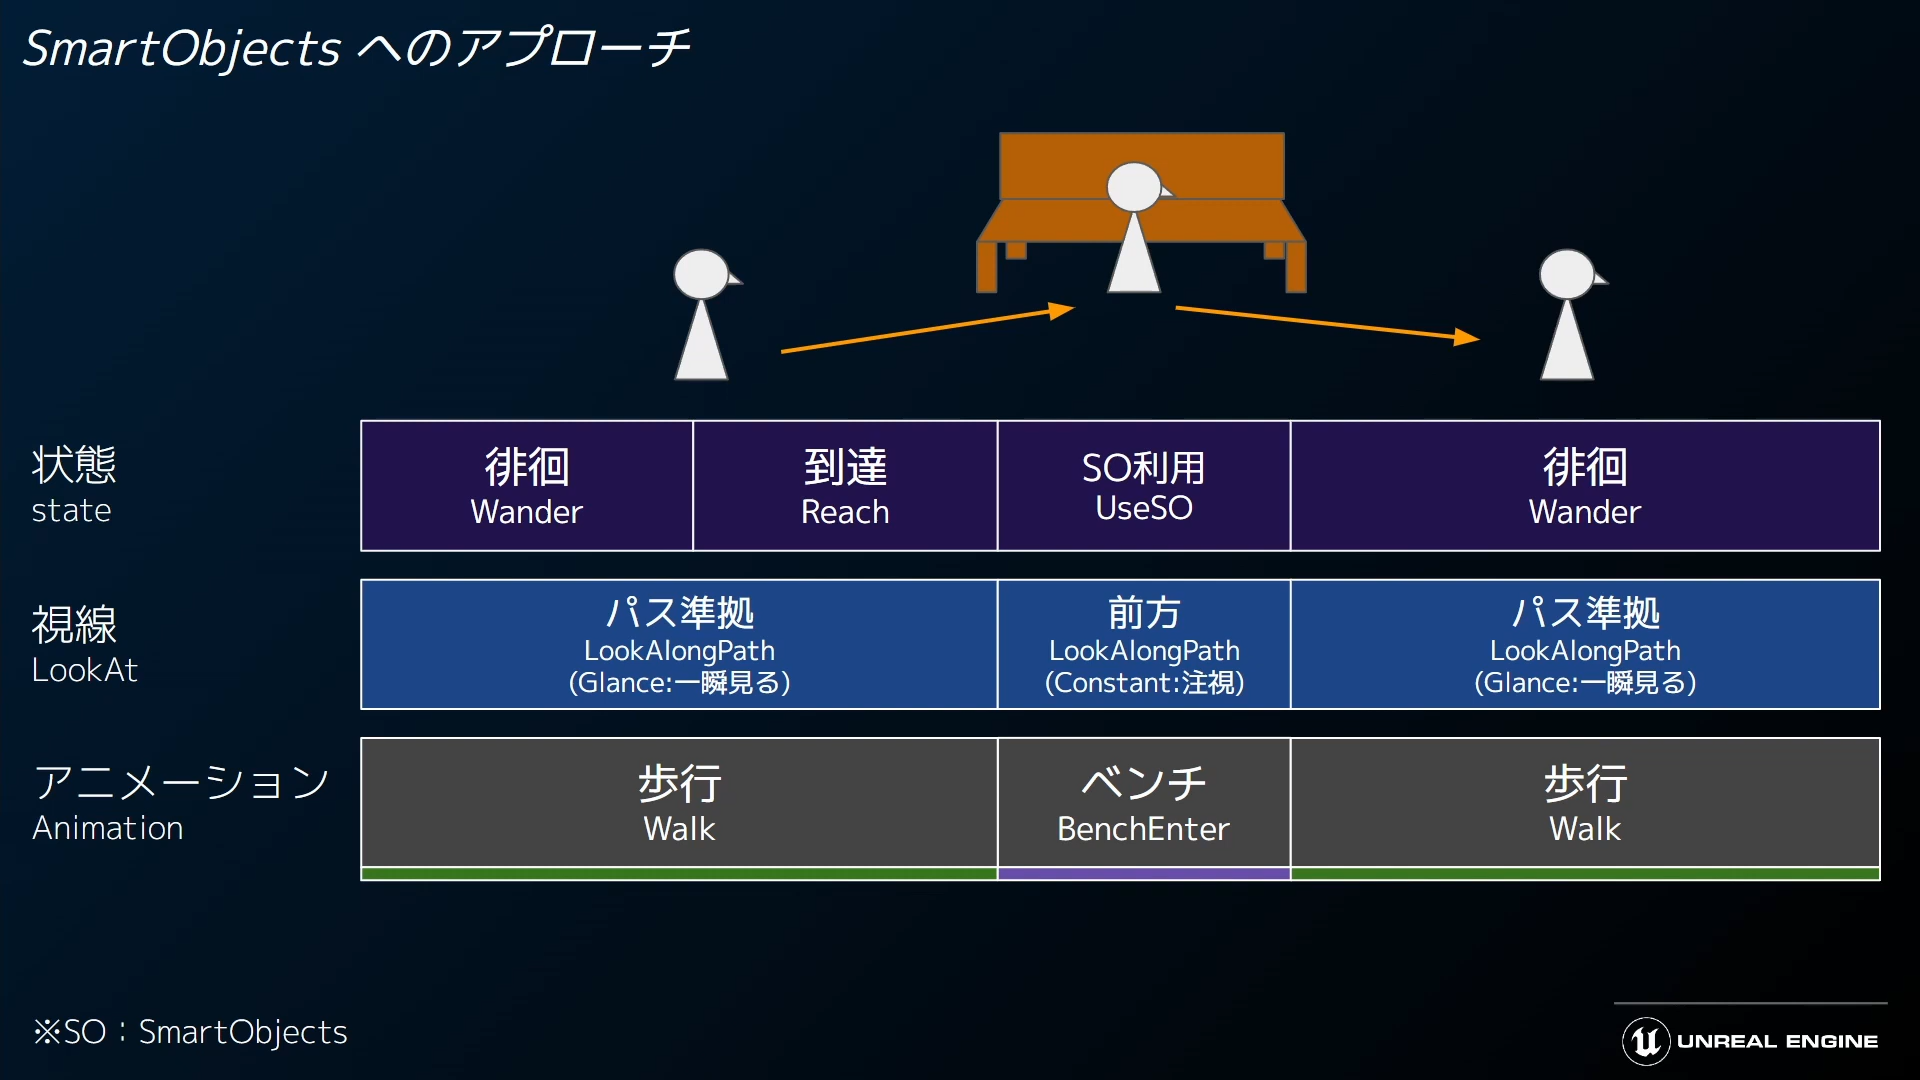 SmartObjects へのアプローチ
状態
state
徘徊
Wander
到達
Reach
SO利用
UseSO
徘徊
Wander
視線
LookAt
パス準拠
LookAlongPath
(Glance:一瞬見る)
前方
LookAlongPath
(Constant:注視)
パス準拠
LookAlongPath
(Glance:一瞬見る)
アニメーション
Animation
歩行
Walk
ベンチ
BenchEnter
歩行
Walk
※SO：SmartObjects
UNREAL ENGINE